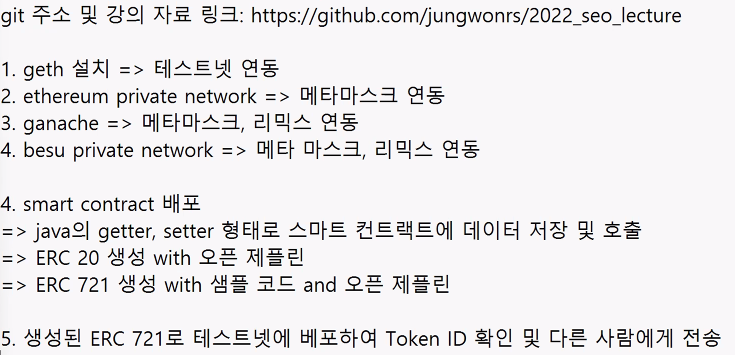 git 주소 및 강의 자료 링크: https://github.com/jungwonrs/2022_seo_lecture
1. geth 설치 => 테스트넷 연동
2. ethereum private network => 메타마스크 연동
3. ganache => 메타마스크, 리믹스 연동
4. besu private network => 메타 마스크, 리믹스 연동
4. smart contract 배포
=> java의 getter, setter 형태로 스마트 컨트랙트에 데이터 저장 및 호출
=> ERC 20 생성 with 오픈 제플린
=> ERC 721 생성 with 샘플 코드 and 오픈 제플린
5. 생성된 ERC 721로 테스트넷에 베포하여 Token ID 확인 및 다른 사람에게 전송